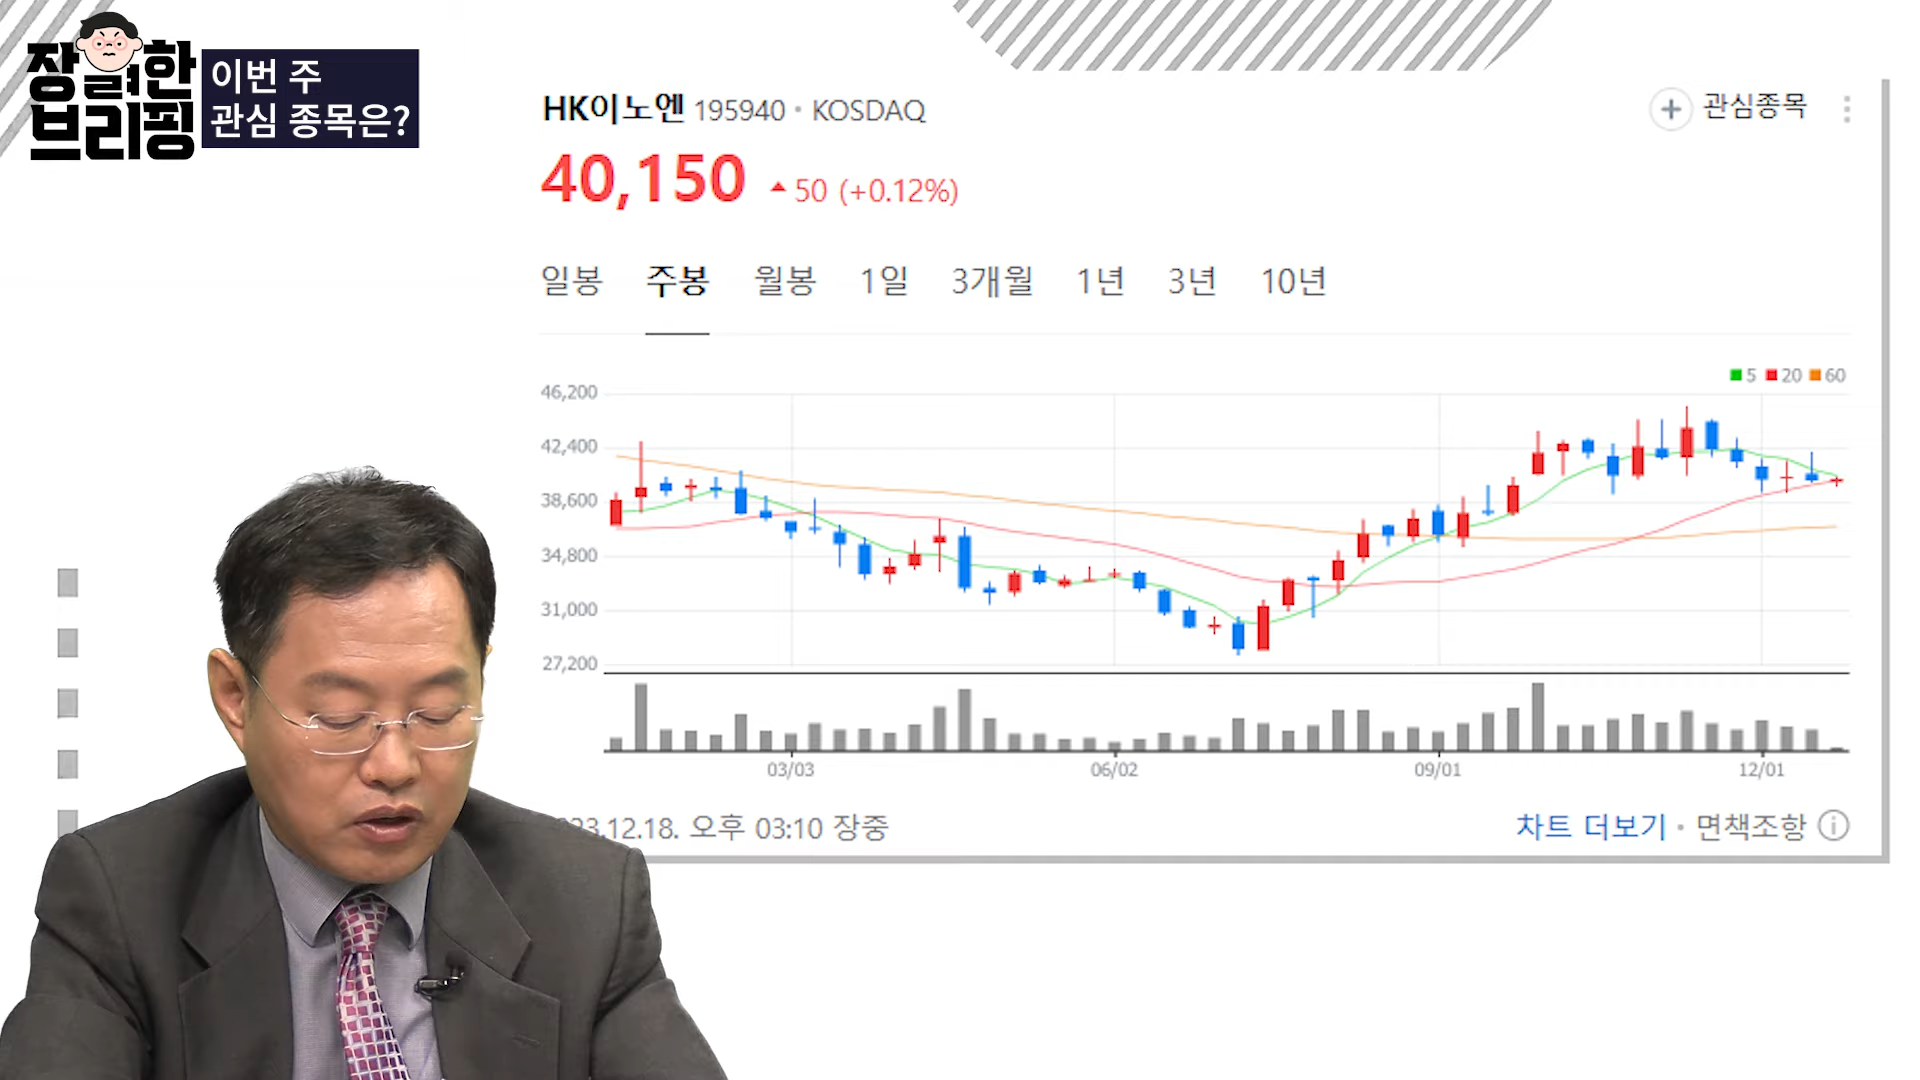 장렬한
브리핑
이번 주
관심 종목은?
HK이노엔 195940 · KOSDAQ
+ 관심종목
40,150 ▲ 50 (+0.12%)
일봉 주봉 월봉 1일 3개월 1년 3년 10년
5 20 60
46,200
42,400
38,600
34,800
31,000
27,200
03/03 06/02 09/01 12/01
23.12.18. 오후 03:10 장중
차트 더보기 · 면책조항